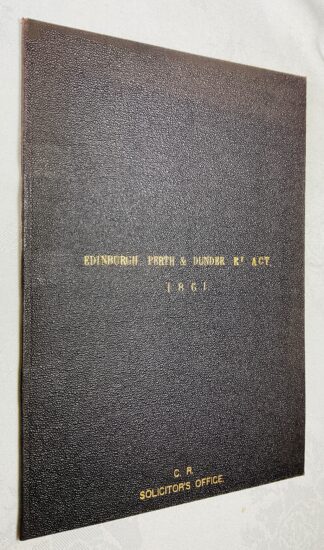 EDINBURGH, PERTH & DUNDEE RY ACT,
1861
C. R.
SOLICITOR'S OFFICE.